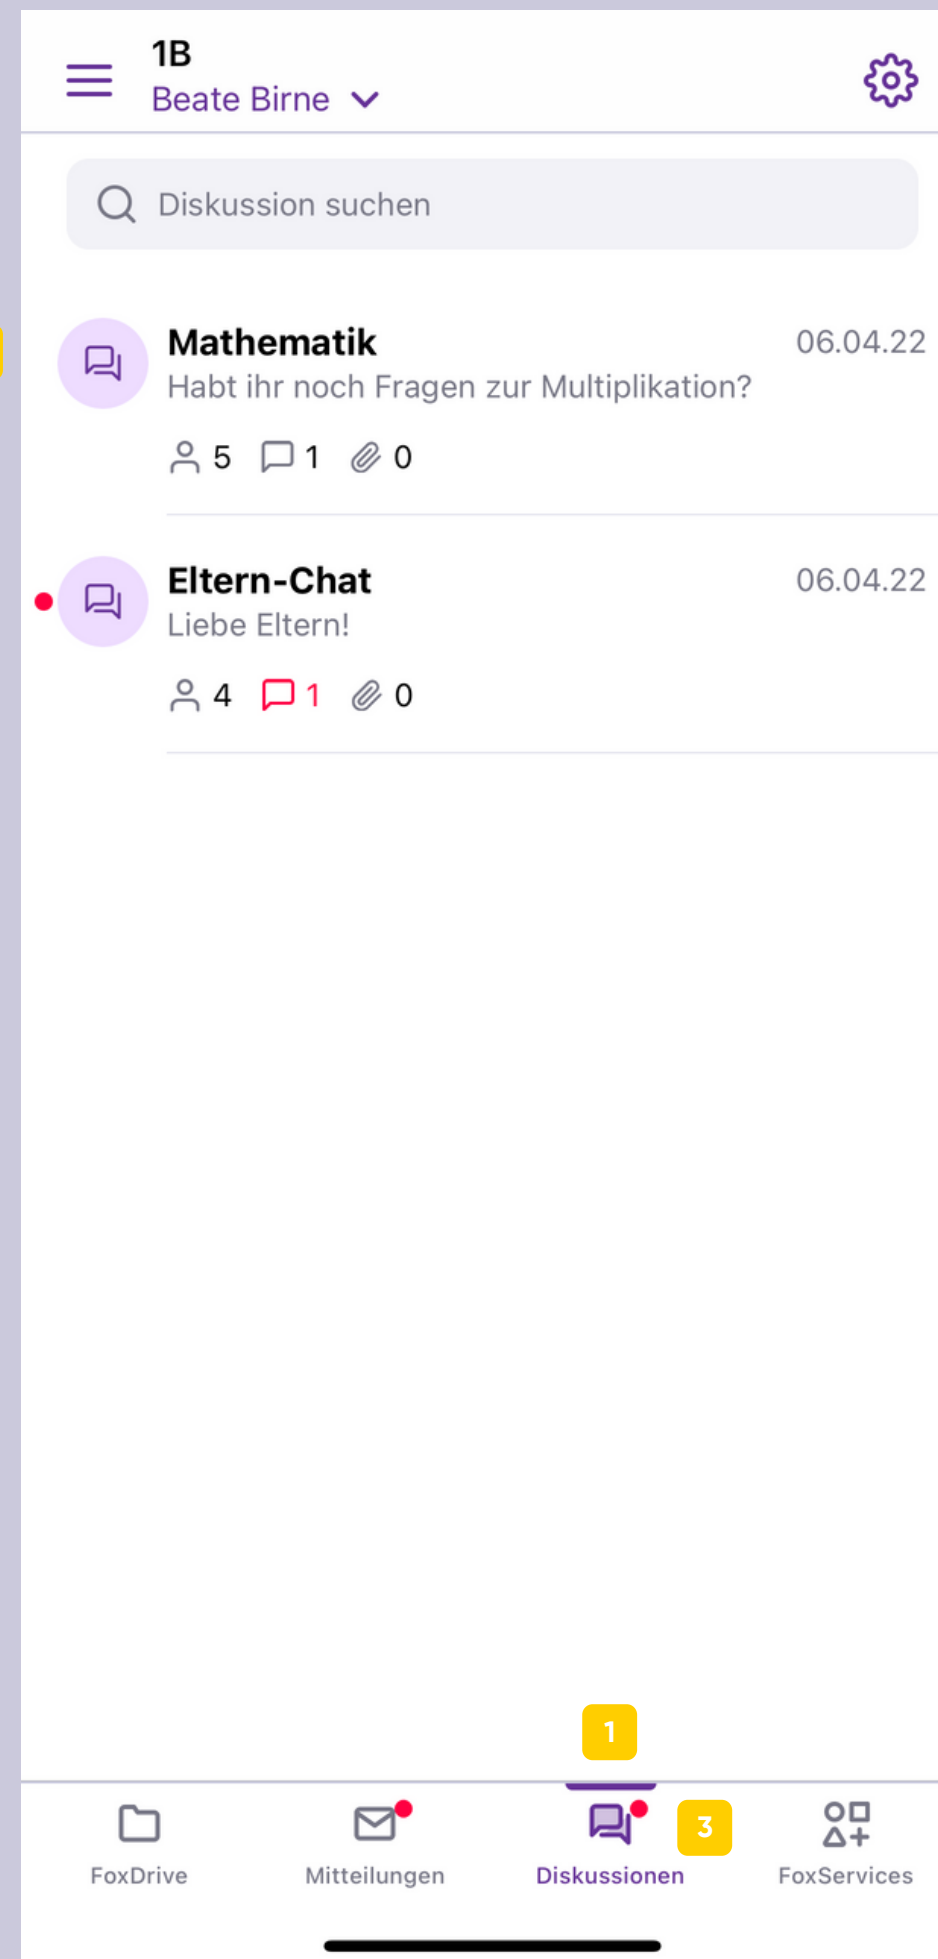 1B
Beate Birne
Diskussion suchen
Mathematik 06.04.22
Habt ihr noch Fragen zur Multiplikation?
5 1 0
Eltern-Chat 06.04.22
Liebe Eltern!
4 1 0
1
3
FoxDrive Mitteilungen Diskussionen FoxServices